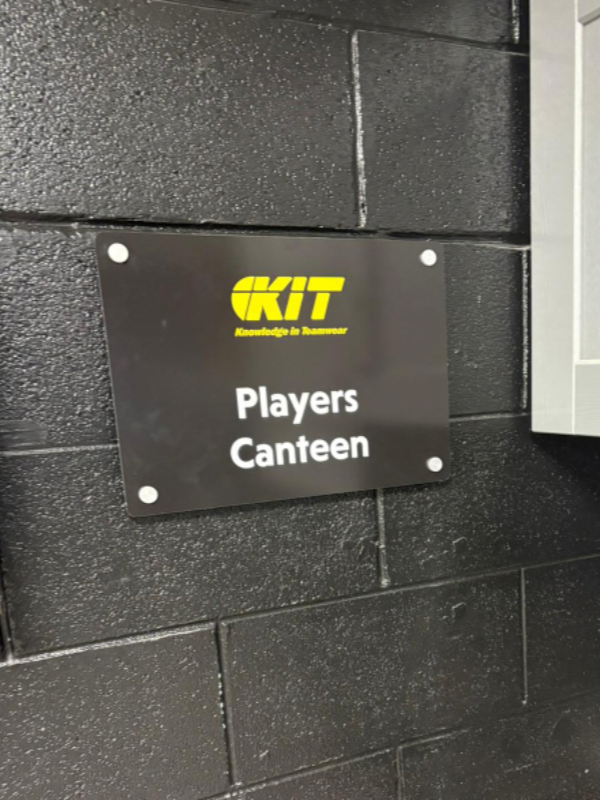 KIT
Knowledge in Teamwear
Players
Canteen